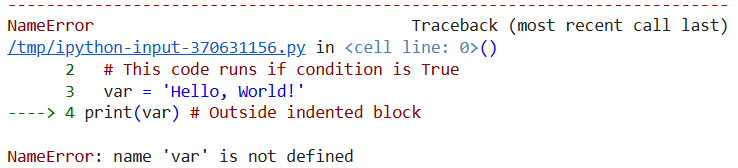 ---------------------------------------------------------------------------
NameError                                 Traceback (most recent call last)
/tmp/ipython-input-370631156.py in <cell line: 0>()
      2   # This code runs if condition is True
      3   var = 'Hello, World!'
----> 4 print(var) # Outside indented block

NameError: name 'var' is not defined